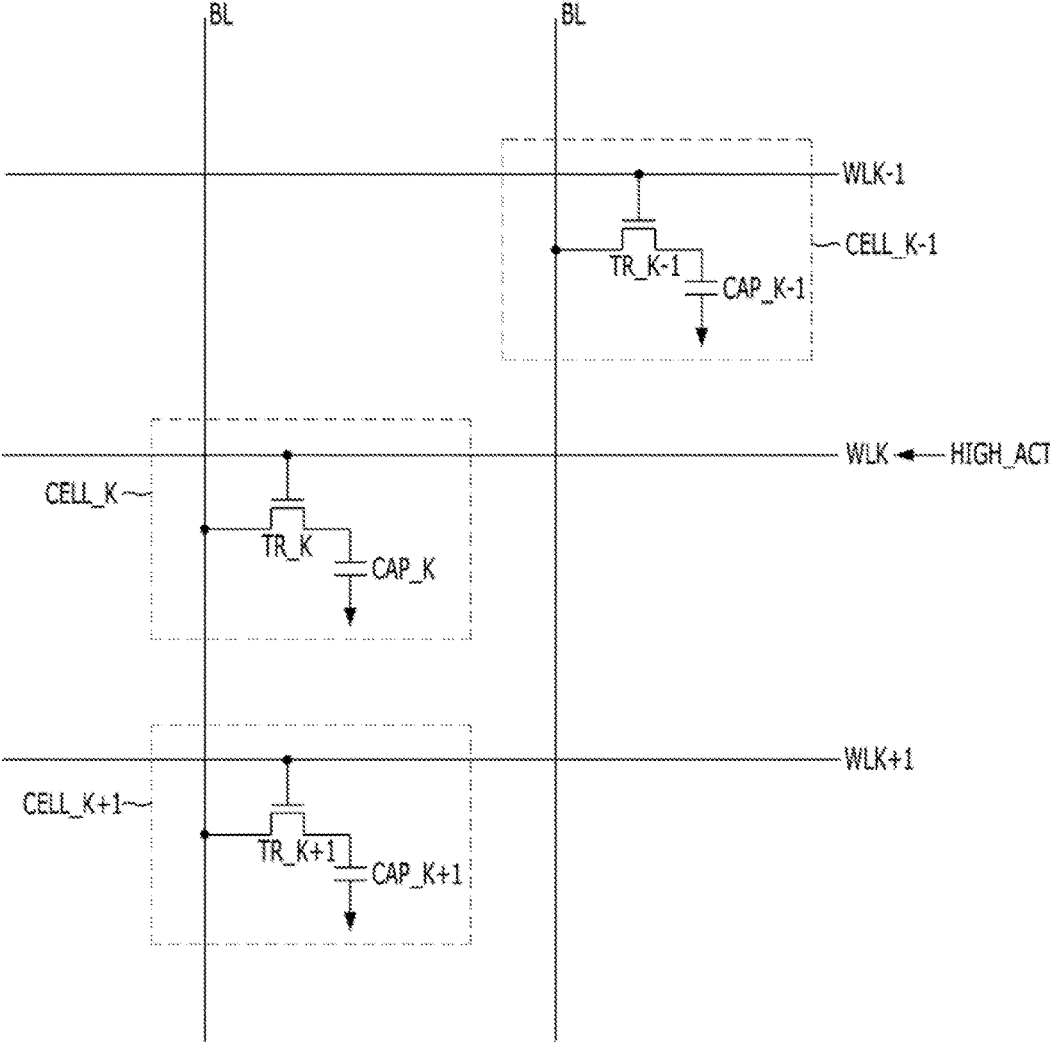 BL BL
WLK-1
CELL_K-1
TR_K-1
CAP_K-1
WLK HIGH_ACT
CELL_K
TR_K
CAP_K
WLK+1
CELL_K+1
TR_K+1
CAP_K+1